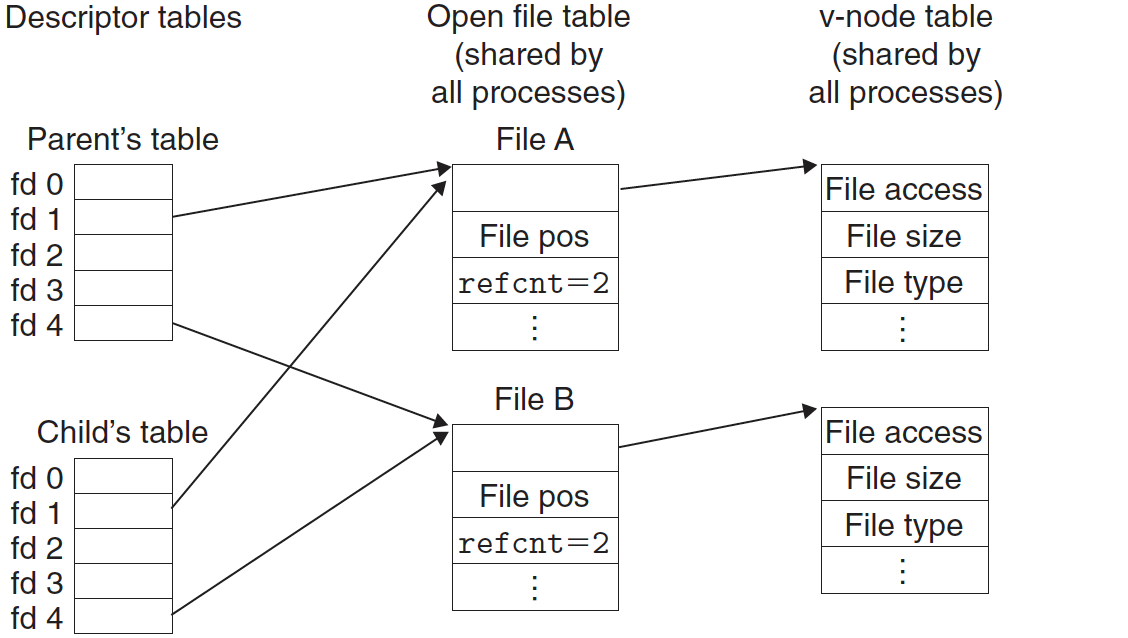 Descriptor tables
Open file table
(shared by
all processes)
v-node table
(shared by
all processes)
Parent's table
fd 0
fd 1
fd 2
fd 3
fd 4
File A
File pos
refcnt=2
⋮
File access
File size
File type
⋮
Child's table
fd 0
fd 1
fd 2
fd 3
fd 4
File B
File pos
refcnt=2
⋮
File access
File size
File type
⋮